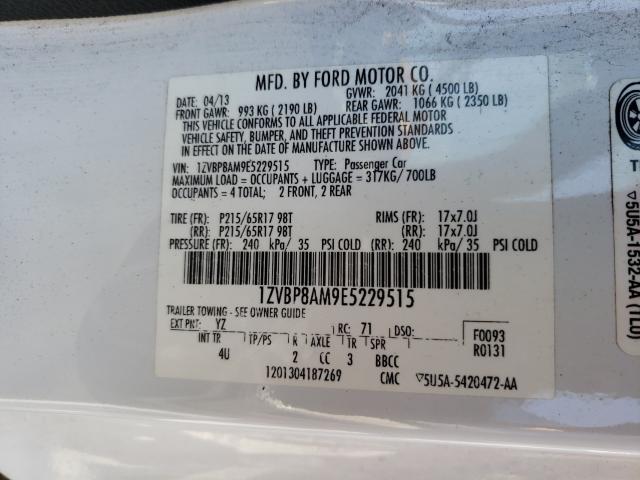 MFD. BY FORD MOTOR CO.
DATE: 04/13 GVWR: 2041 KG (4500 LB)
FRONT GAWR: 993 KG (2190 LB) REAR GAWR: 1066 KG (2350 LB)
THIS VEHICLE CONFORMS TO ALL APPLICABLE FEDERAL MOTOR
VEHICLE SAFETY, BUMPER, AND THEFT PREVENTION STANDARDS
IN EFFECT ON THE DATE OF MANUFACTURE SHOWN ABOVE.
VIN: 1ZVBP8AM9E5229515 TYPE: Passenger Car
MAXIMUM LOAD = OCCUPANTS + LUGGAGE = 317KG/ 700LB
OCCUPANTS = 4 TOTAL; 2 FRONT, 2 REAR
TIRE (FR): P215/65R17 98T RIMS (FR): 17x7.0J
(RR): P215/65R17 98T (RR): 17x7.0J
PRESSURE (FR): 240 kPa/ 35 PSI COLD (RR): 240 kPa/ 35 PSI COLD
1ZVBP8AM9E5229515
TRAILER TOWING - SEE OWNER GUIDE
EXT PNT: YZ RC: 71 DSO: F0093
INT TR TP/PS R AXLE TR SPR R0131
4U 2 CC 3 BBCC
1201304187269 CMC ▽5U5A-5420472-AA
▽5U5A-1532-AA (TLU)